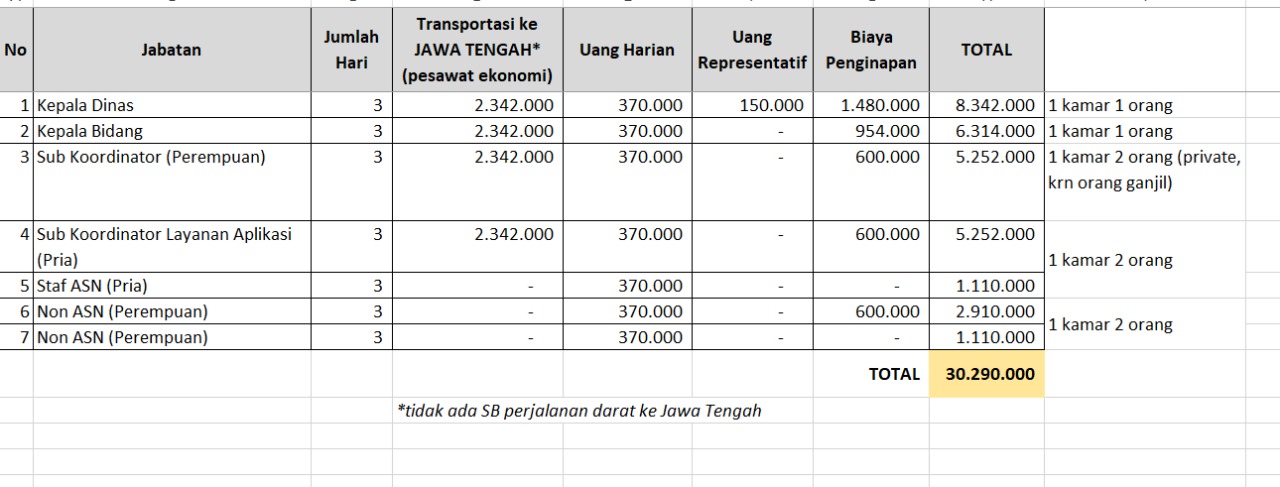 No Jabatan Jumlah Hari Transportasi ke JAWA TENGAH* (pesawat ekonomi) Uang Harian Uang Representatif Biaya Penginapan TOTAL
1 Kepala Dinas 3 2.342.000 370.000 150.000 1.480.000 8.342.000 1 kamar 1 orang
2 Kepala Bidang 3 2.342.000 370.000 - 954.000 6.314.000 1 kamar 1 orang
3 Sub Koordinator (Perempuan) 3 2.342.000 370.000 - 600.000 5.252.000 1 kamar 2 orang (private, krn orang ganjil)
4 Sub Koordinator Layanan Aplikasi (Pria) 3 2.342.000 370.000 - 600.000 5.252.000 1 kamar 2 orang
5 Staf ASN (Pria) 3 - 370.000 - - 1.110.000
6 Non ASN (Perempuan) 3 - 370.000 - 600.000 2.910.000 1 kamar 2 orang
7 Non ASN (Perempuan) 3 - 370.000 - - 1.110.000
TOTAL 30.290.000
*tidak ada SB perjalanan darat ke Jawa Tengah